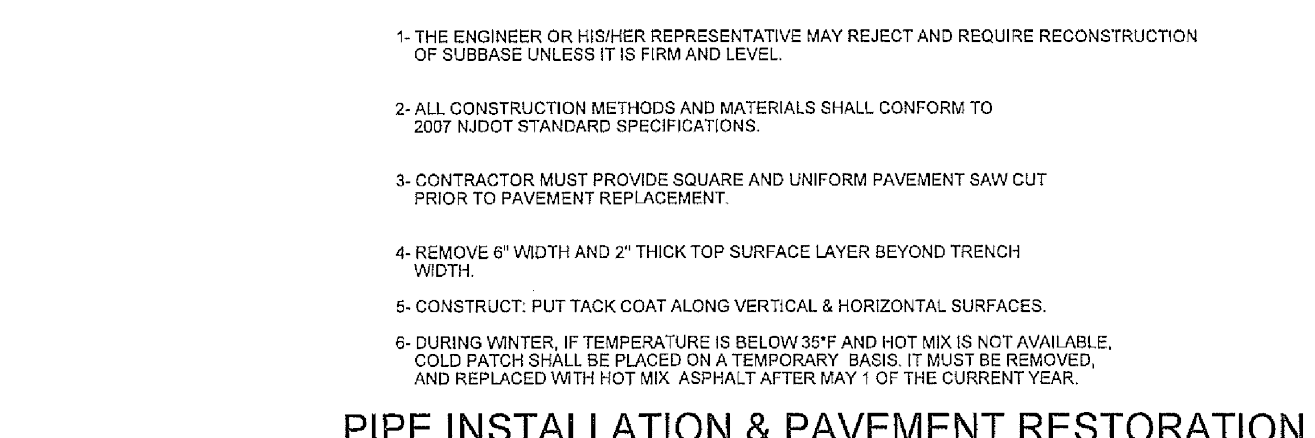 1- THE ENGINEER OR HIS/HER REPRESENTATIVE MAY REJECT AND REQUIRE RECONSTRUCTION
OF SUBBASE UNLESS IT IS FIRM AND LEVEL.
2- ALL CONSTRUCTION METHODS AND MATERIALS SHALL CONFORM TO
2007 NJDOT STANDARD SPECIFICATIONS.
3- CONTRACTOR MUST PROVIDE SQUARE AND UNIFORM PAVEMENT SAW CUT
PRIOR TO PAVEMENT REPLACEMENT.
4- REMOVE 6" WIDTH AND 2" THICK TOP SURFACE LAYER BEYOND TRENCH
WIDTH.
5- CONSTRUCT: PUT TACK COAT ALONG VERTICAL & HORIZONTAL SURFACES.
6- DURING WINTER, IF TEMPERATURE IS BELOW 35°F AND HOT MIX IS NOT AVAILABLE,
COLD PATCH SHALL BE PLACED ON A TEMPORARY BASIS. IT MUST BE REMOVED,
AND REPLACED WITH HOT MIX ASPHALT AFTER MAY 1 OF THE CURRENT YEAR.
PIPE INSTALLATION & PAVEMENT RESTORATION